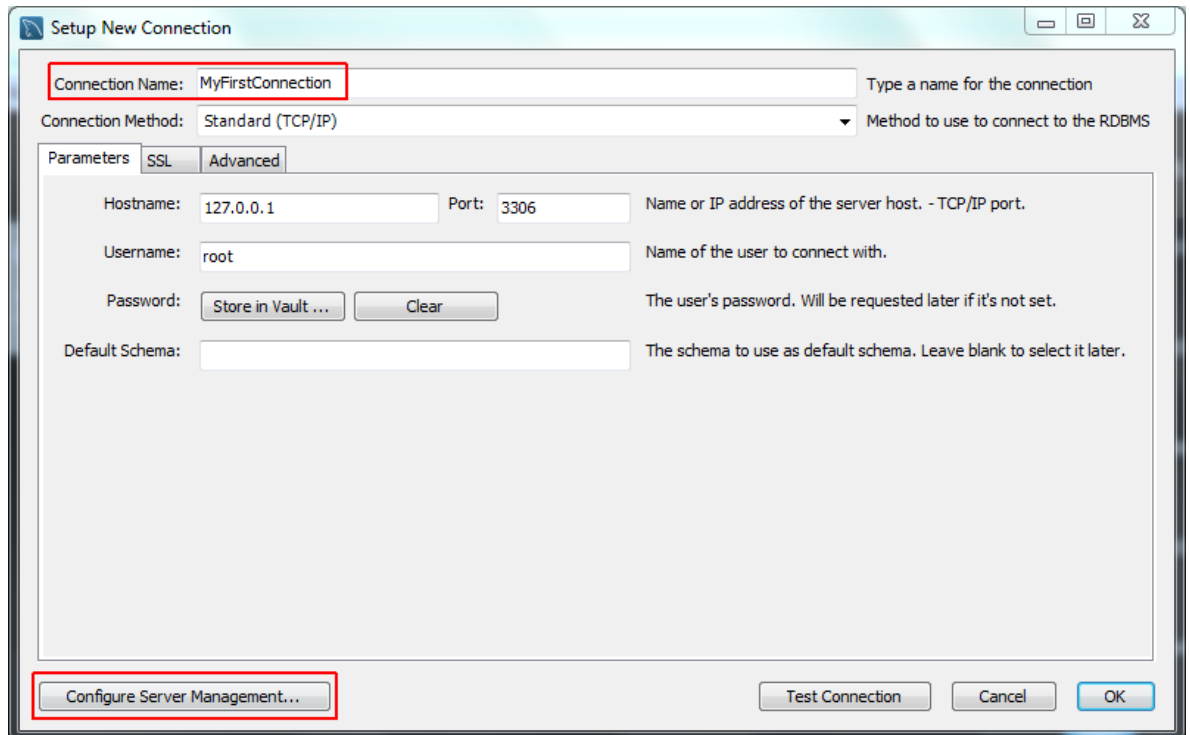 Setup New Connection
Connection Name: MyFirstConnection Type a name for the connection
Connection Method: Standard (TCP/IP) Method to use to connect to the RDBMS
Parameters SSL Advanced
Hostname: 127.0.0.1 Port: 3306 Name or IP address of the server host. - TCP/IP port.
Username: root Name of the user to connect with.
Password: Store in Vault ... Clear The user's password. Will be requested later if it's not set.
Default Schema: The schema to use as default schema. Leave blank to select it later.
Configure Server Management... Test Connection Cancel OK